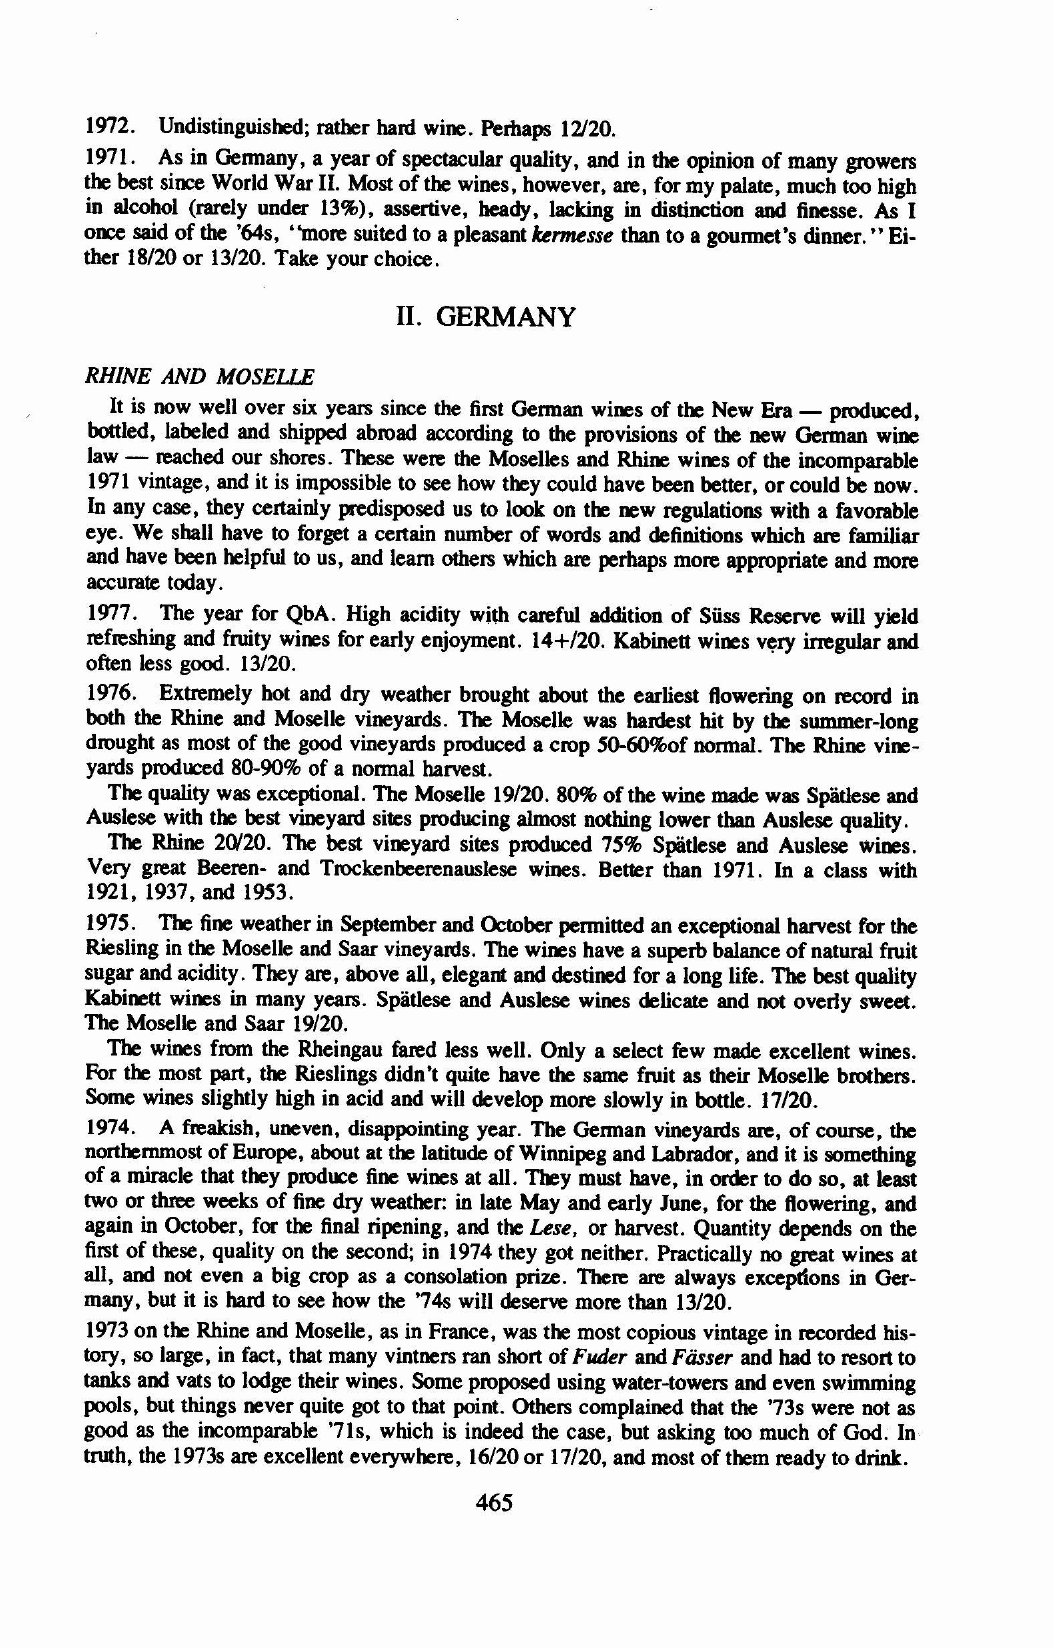 1972. Undistinguished; rather hard wine. Perhaps 12/20.
1971. As in Germany, a year of spectacular quality, and in the opinion of many growers
the best since World War II. Most of the wines, however, are, for my palate, much too high
in alcohol (rarely under 13%), assertive, heady, lacking in distinction and finesse. As I
once said of the '64s, "more suited to a pleasant kermesse than to a gourmet's dinner." Ei-
ther 18/20 or 13/20. Take your choice.
II. GERMANY
RHINE AND MOSELLE
It is now well over six years since the first German wines of the New Era — produced,
bottled, labeled and shipped abroad according to the provisions of the new German wine
law — reached our shores. These were the Moselles and Rhine wines of the incomparable
1971 vintage, and it is impossible to see how they could have been better, or could be now.
In any case, they certainly predisposed us to look on the new regulations with a favorable
eye. We shall have to forget a certain number of words and definitions which are familiar
and have been helpful to us, and learn others which are perhaps more appropriate and more
accurate today.
1977. The year for QbA. High acidity with careful addition of Süss Reserve will yield
refreshing and fruity wines for early enjoyment. 14+/20. Kabinett wines very irregular and
often less good. 13/20.
1976. Extremely hot and dry weather brought about the earliest flowering on record in
both the Rhine and Moselle vineyards. The Moselle was hardest hit by the summer-long
drought as most of the good vineyards produced a crop 50-60%of normal. The Rhine vine-
yards produced 80-90% of a normal harvest.
The quality was exceptional. The Moselle 19/20. 80% of the wine made was Spätlese and
Auslese with the best vineyard sites producing almost nothing lower than Auslese quality.
The Rhine 20/20. The best vineyard sites produced 75% Spätlese and Auslese wines.
Very great Beeren- and Trockenbeerenauslese wines. Better than 1971. In a class with
1921, 1937, and 1953.
1975. The fine weather in September and October permitted an exceptional harvest for the
Riesling in the Moselle and Saar vineyards. The wines have a superb balance of natural fruit
sugar and acidity. They are, above all, elegant and destined for a long life. The best quality
Kabinett wines in many years. Spätlese and Auslese wines delicate and not overly sweet.
The Moselle and Saar 19/20.
The wines from the Rheingau fared less well. Only a select few made excellent wines.
For the most part, the Rieslings didn't quite have the same fruit as their Moselle brothers.
Some wines slightly high in acid and will develop more slowly in bottle. 17/20.
1974. A freakish, uneven, disappointing year. The German vineyards are, of course, the
northernmost of Europe, about at the latitude of Winnipeg and Labrador, and it is something
of a miracle that they produce fine wines at all. They must have, in order to do so, at least
two or three weeks of fine dry weather: in late May and early June, for the flowering, and
again in October, for the final ripening, and the Lese, or harvest. Quantity depends on the
first of these, quality on the second; in 1974 they got neither. Practically no great wines at
all, and not even a big crop as a consolation prize. There are always exceptions in Ger-
many, but it is hard to see how the '74s will deserve more than 13/20.
1973 on the Rhine and Moselle, as in France, was the most copious vintage in recorded his-
tory, so large, in fact, that many vintners ran short of Fuder and Fässer and had to resort to
tanks and vats to lodge their wines. Some proposed using water-towers and even swimming
pools, but things never quite got to that point. Others complained that the '73s were not as
good as the incomparable '71s, which is indeed the case, but asking too much of God. In
truth, the 1973s are excellent everywhere, 16/20 or 17/20, and most of them ready to drink.
465